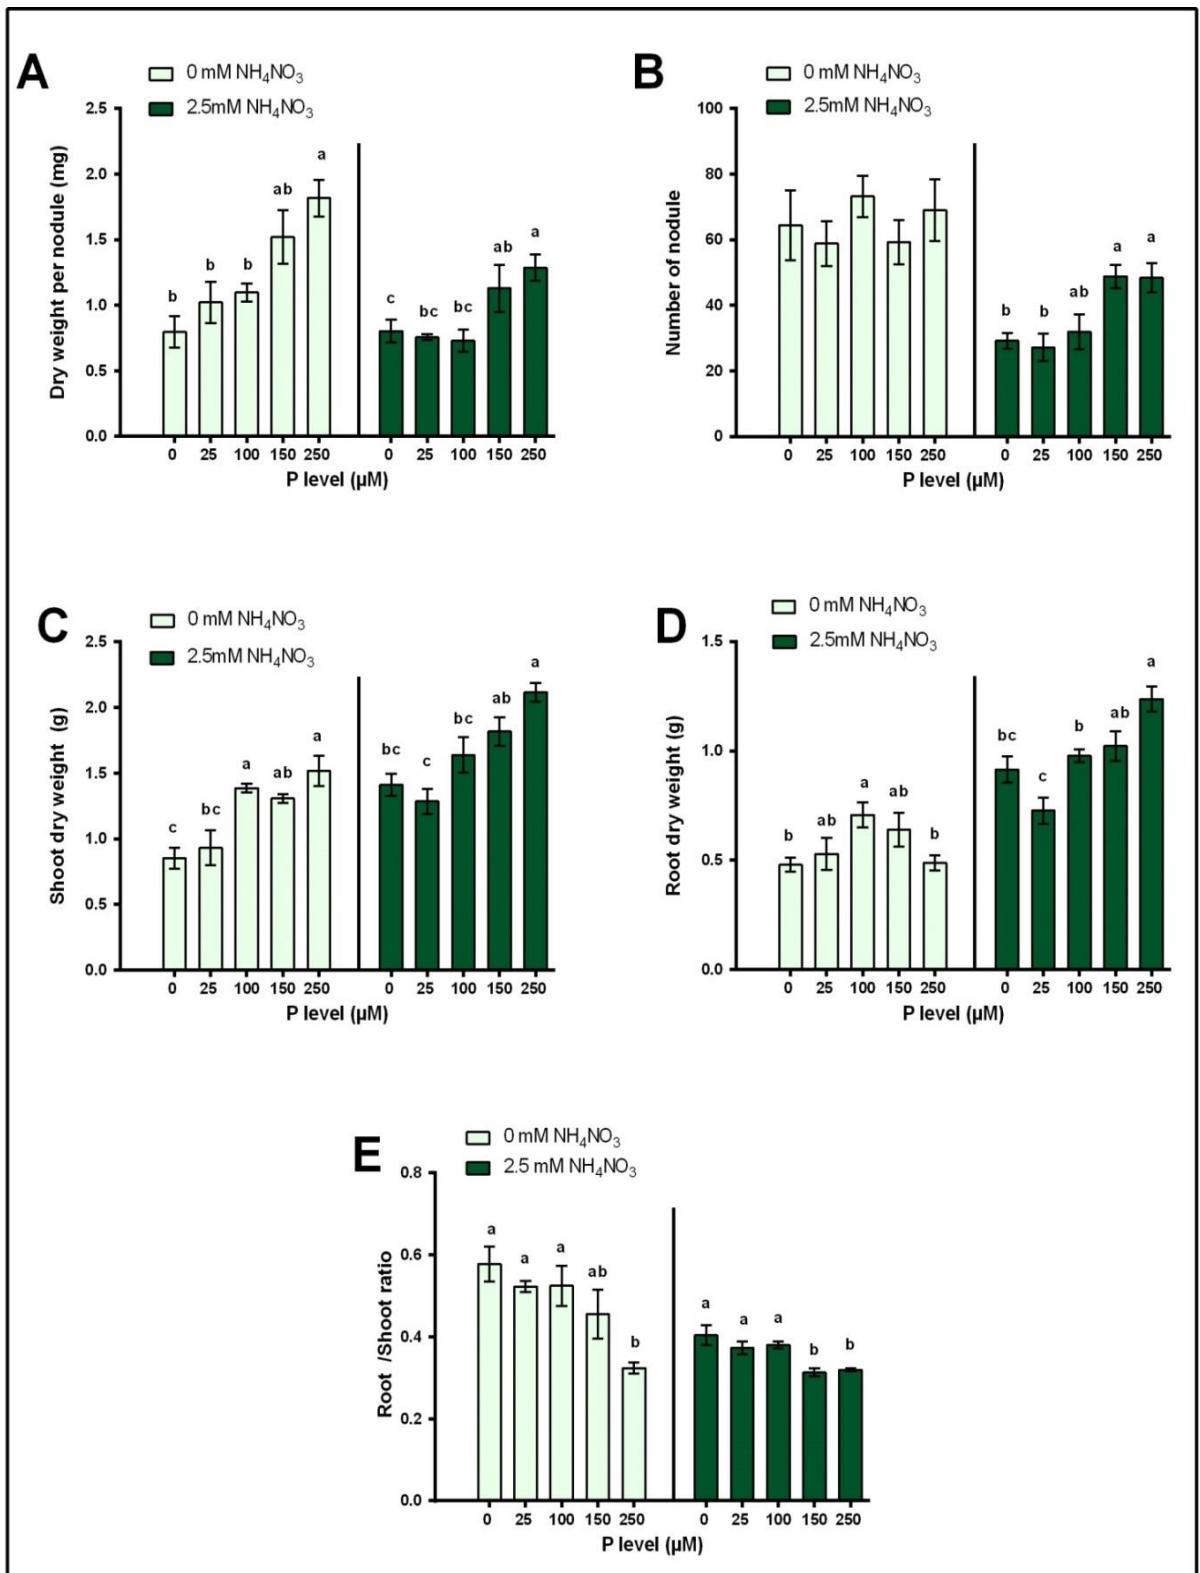 A
0 mM NH₄NO₃
2.5mM NH₄NO₃
Dry weight per nodule (mg)
2.5
2.0
1.5
1.0
0.5
0.0
b b b ab a c bc bc ab a
0 25 100 150 250 0 25 100 150 250
P level (µM)
B
0 mM NH₄NO₃
2.5mM NH₄NO₃
Number of nodule
100
80
60
40
20
0
b b ab a a
0 25 100 150 250 0 25 100 150 250
P level (µM)
C
0 mM NH₄NO₃
2.5mM NH₄NO₃
Shoot dry weight (g)
2.5
2.0
1.5
1.0
0.5
0.0
c bc a ab a bc c bc ab a
0 25 100 150 250 0 25 100 150 250
P level (µM)
D
0 mM NH₄NO₃
2.5mM NH₄NO₃
Root dry weight (g)
1.5
1.0
0.5
0.0
b ab a ab b bc c b ab a
0 25 100 150 250 0 25 100 150 250
P level (µM)
E
0 mM NH₄NO₃
2.5 mM NH₄NO₃
Root /Shoot ratio
0.8
0.6
0.4
0.2
0.0
a a a ab b a a a b b
0 25 100 150 250 0 25 100 150 250
P level (µM)